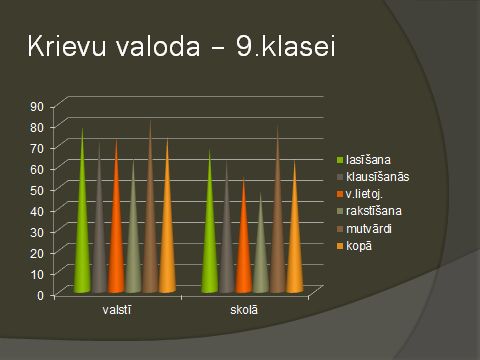 Krievu valoda – 9.klasei
90
80
70
60
50
40
30
20
10
0
valstī
skolā
lasīšana
klausīšanās
v.lietoj.
rakstīšana
mutvārdi
kopā